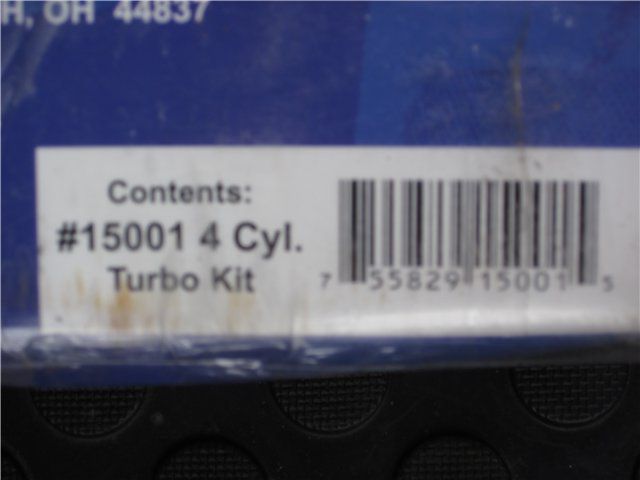 H, OH 44837
Contents:
#15001 4 Cyl.
Turbo Kit
7 55829 15001 5